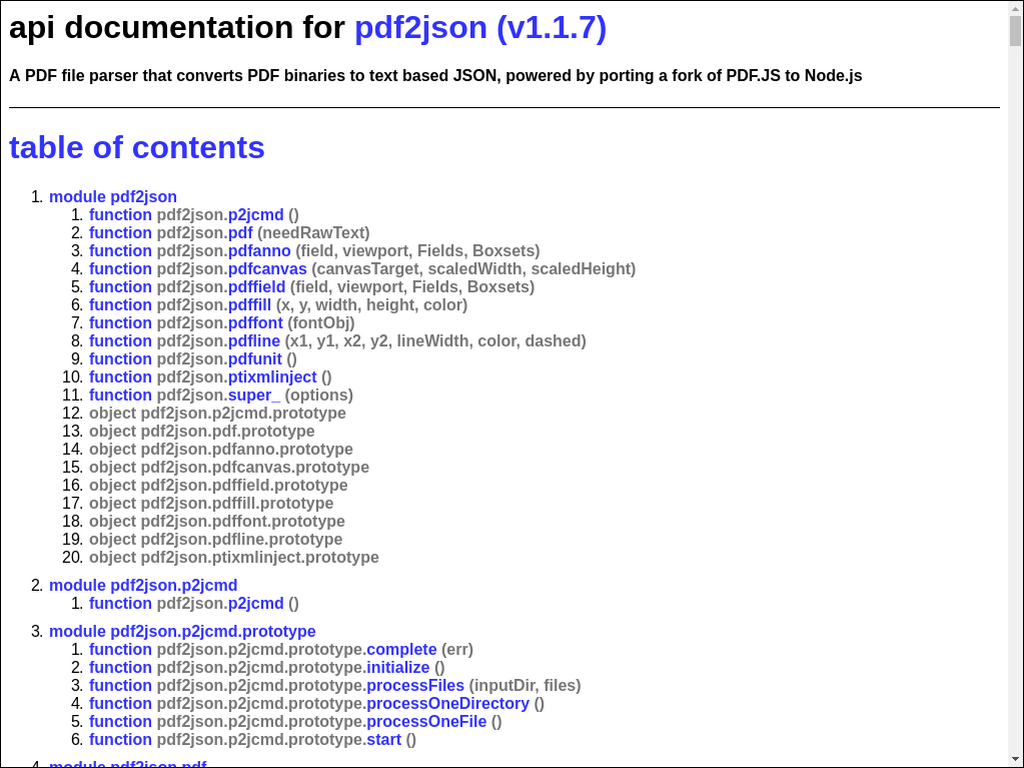 api documentation for pdf2json (v1.1.7)
A PDF file parser that converts PDF binaries to text based JSON, powered by porting a fork of PDF.JS to Node.js
table of contents
1. module pdf2json
1. function pdf2json.p2jcmd ()
2. function pdf2json.pdf (needRawText)
3. function pdf2json.pdfanno (field, viewport, Fields, Boxsets)
4. function pdf2json.pdfcanvas (canvasTarget, scaledWidth, scaledHeight)
5. function pdf2json.pdffield (field, viewport, Fields, Boxsets)
6. function pdf2json.pdffill (x, y, width, height, color)
7. function pdf2json.pdffont (fontObj)
8. function pdf2json.pdfline (x1, y1, x2, y2, lineWidth, color, dashed)
9. function pdf2json.pdfunit ()
10. function pdf2json.ptixmlinject ()
11. function pdf2json.super_ (options)
12. object pdf2json.p2jcmd.prototype
13. object pdf2json.pdf.prototype
14. object pdf2json.pdfanno.prototype
15. object pdf2json.pdfcanvas.prototype
16. object pdf2json.pdffield.prototype
17. object pdf2json.pdffill.prototype
18. object pdf2json.pdffont.prototype
19. object pdf2json.pdfline.prototype
20. object pdf2json.ptixmlinject.prototype
2. module pdf2json.p2jcmd
1. function pdf2json.p2jcmd ()
3. module pdf2json.p2jcmd.prototype
1. function pdf2json.p2jcmd.prototype.complete (err)
2. function pdf2json.p2jcmd.prototype.initialize ()
3. function pdf2json.p2jcmd.prototype.processFiles (inputDir, files)
4. function pdf2json.p2jcmd.prototype.processOneDirectory ()
5. function pdf2json.p2jcmd.prototype.processOneFile ()
6. function pdf2json.p2jcmd.prototype.start ()
4. module pdf2json.pdf